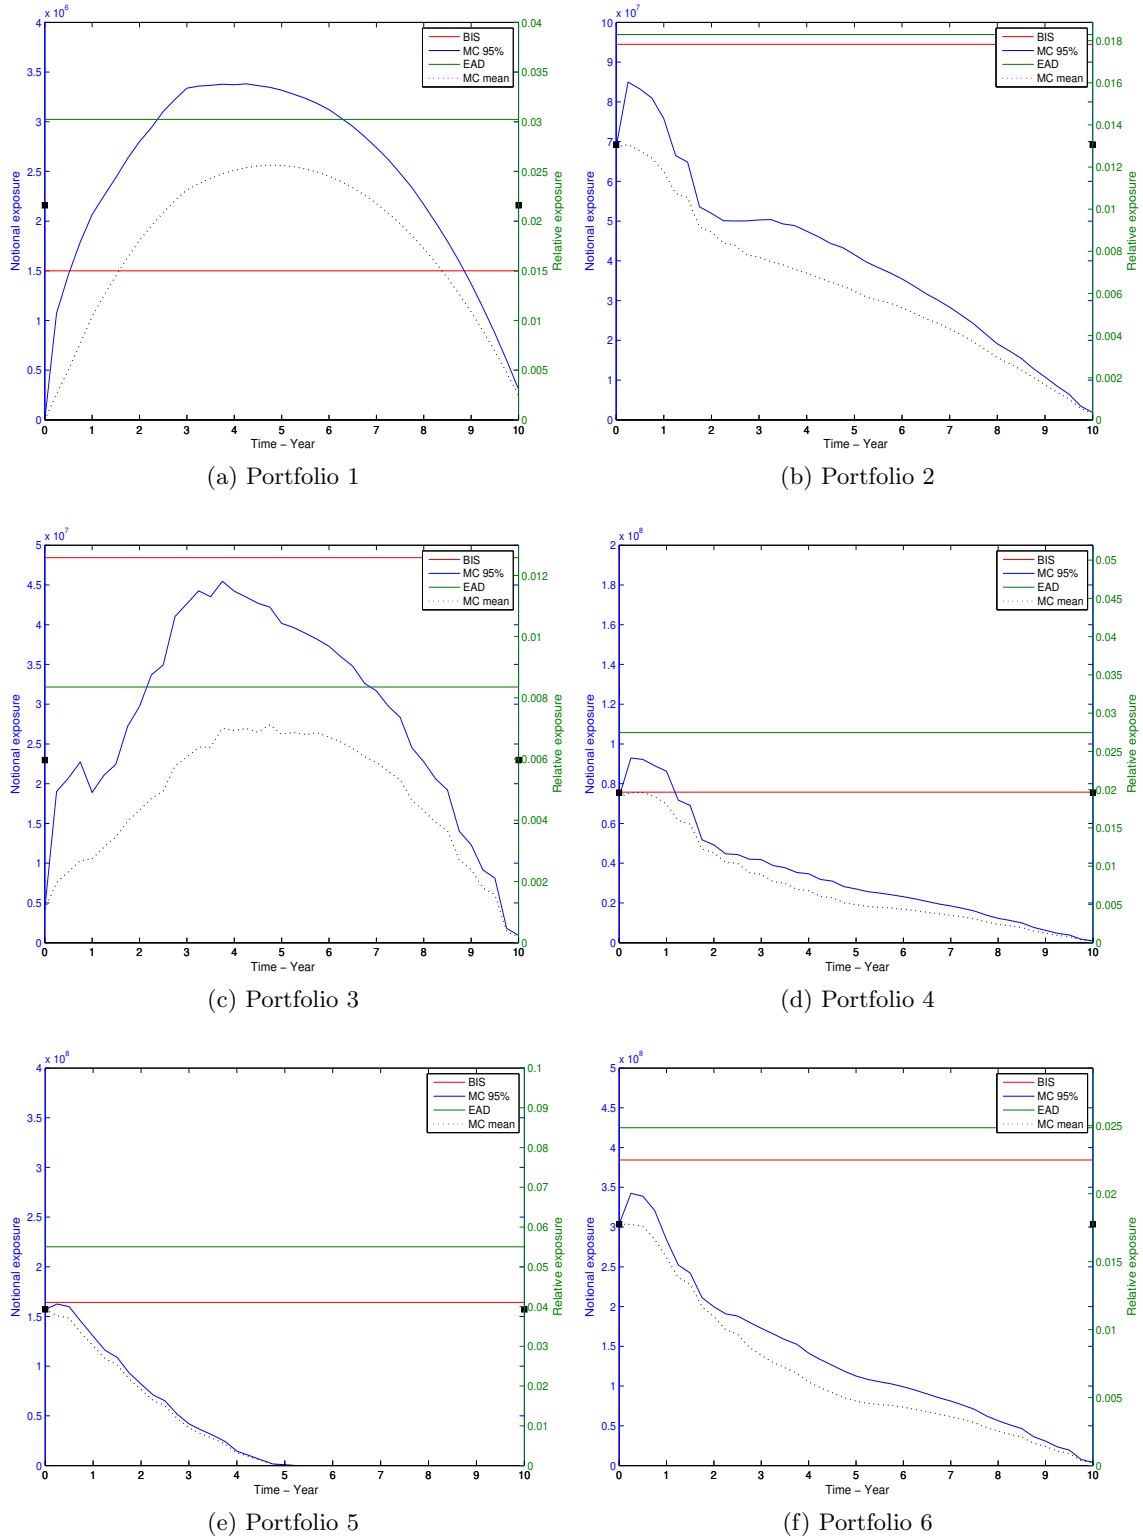 x 10^6
4
3.5
3
2.5
2
1.5
1
0.5
0
Notional exposure
0.04
0.035
0.03
0.025
0.02
0.015
0.01
0.005
0
Relative exposure
BIS
MC 95%
EAD
MC mean
0 1 2 3 4 5 6 7 8 9 10
Time − Year
(a) Portfolio 1
x 10^7
10
9
8
7
6
5
4
3
2
1
0
Notional exposure
0.018
0.016
0.014
0.012
0.01
0.008
0.006
0.004
0.002
0
Relative exposure
BIS
MC 95%
EAD
MC mean
0 1 2 3 4 5 6 7 8 9 10
Time − Year
(b) Portfolio 2
x 10^7
5
4.5
4
3.5
3
2.5
2
1.5
1
0.5
0
Notional exposure
0.012
0.01
0.008
0.006
0.004
0.002
0
Relative exposure
BIS
MC 95%
EAD
MC mean
0 1 2 3 4 5 6 7 8 9 10
Time − Year
(c) Portfolio 3
x 10^8
2
1.8
1.6
1.4
1.2
1
0.8
0.6
0.4
0.2
0
Notional exposure
0.05
0.045
0.04
0.035
0.03
0.025
0.02
0.015
0.01
0.005
0
Relative exposure
BIS
MC 95%
EAD
MC mean
0 1 2 3 4 5 6 7 8 9 10
Time − Year
(d) Portfolio 4
x 10^8
4
3.5
3
2.5
2
1.5
1
0.5
0
Notional exposure
0.1
0.09
0.08
0.07
0.06
0.05
0.04
0.03
0.02
0.01
0
Relative exposure
BIS
MC 95%
EAD
MC mean
0 1 2 3 4 5 6 7 8 9 10
Time − Year
(e) Portfolio 5
x 10^8
5
4.5
4
3.5
3
2.5
2
1.5
1
0.5
0
Notional exposure
0.025
0.02
0.015
0.01
0.005
0
Relative exposure
BIS
MC 95%
EAD
MC mean
0 1 2 3 4 5 6 7 8 9 10
Time − Year
(f) Portfolio 6